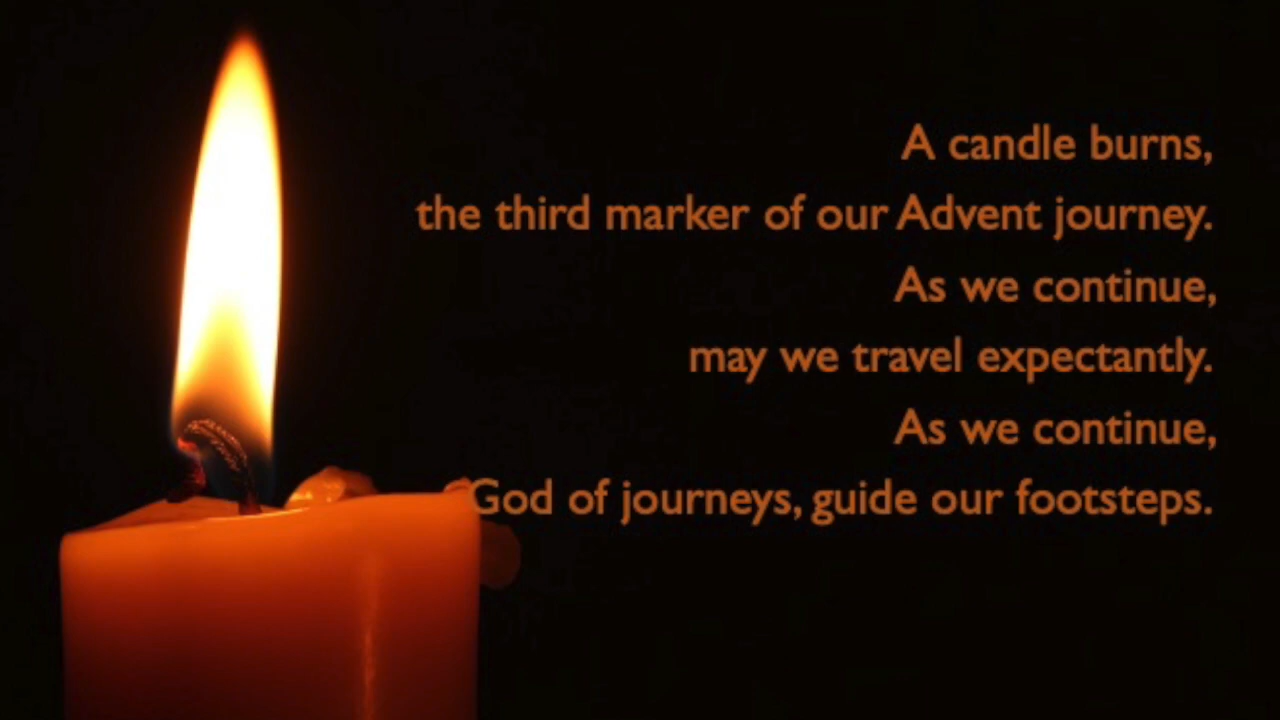 A candle burns,
the third marker of our Advent journey.
As we continue,
may we travel expectantly.
As we continue,
God of journeys, guide our footsteps.